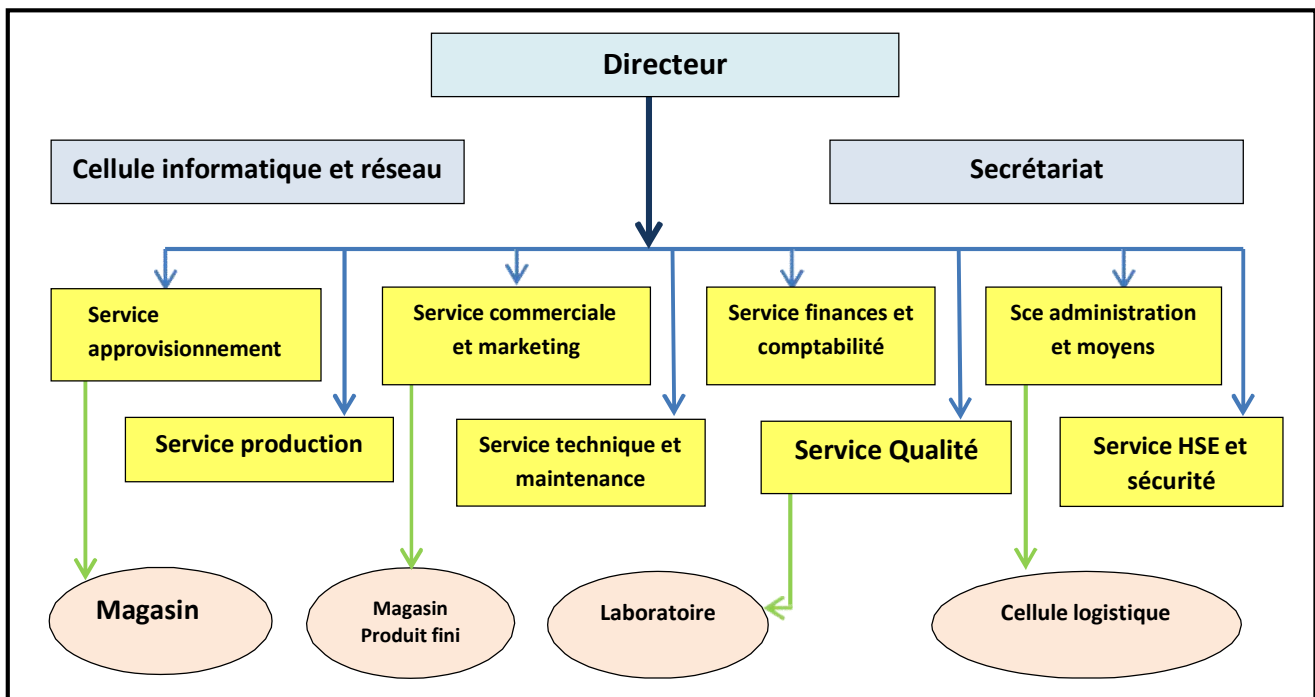 Directeur
Cellule informatique et réseau
Secrétariat
Service
approvisionnement
Service commerciale
et marketing
Service finances et
comptabilité
Sce administration
et moyens
Service production
Service technique et
maintenance
Service Qualité
Service HSE et
sécurité
Magasin
Magasin
Produit fini
Laboratoire
Cellule logistique